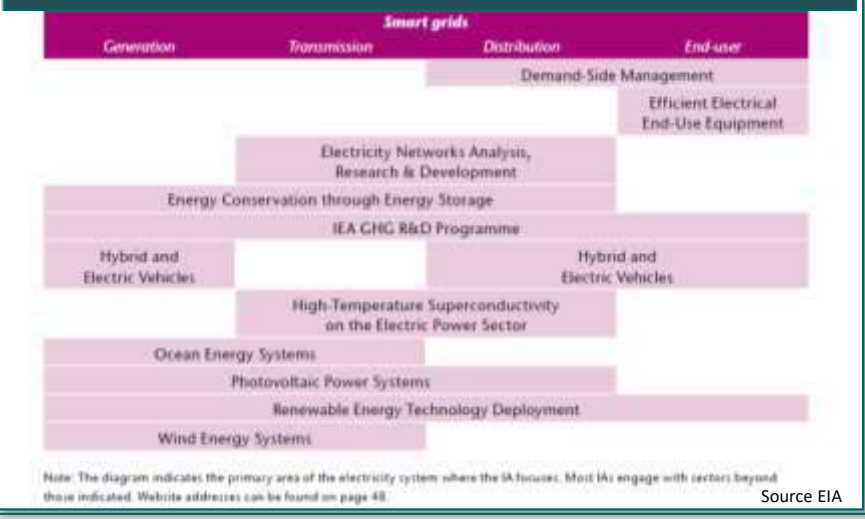 Smart grids
Generation Transmission Distribution End-user
Demand-Side Management
Efficient Electrical
End-Use Equipment
Electricity Networks Analysis,
Research & Development
Energy Conservation through Energy Storage
IEA GHG R&D Programme
Hybrid and
Electric Vehicles
Hybrid and
Electric Vehicles
High-Temperature Superconductivity
on the Electric Power Sector
Ocean Energy Systems
Photovoltaic Power Systems
Renewable Energy Technology Deployment
Wind Energy Systems
Note: The diagram indicates the primary area of the electricity system where the IA focuses. Most IAs engage with sectors beyond
those indicated. Website addresses can be found on page 48.
Source EIA